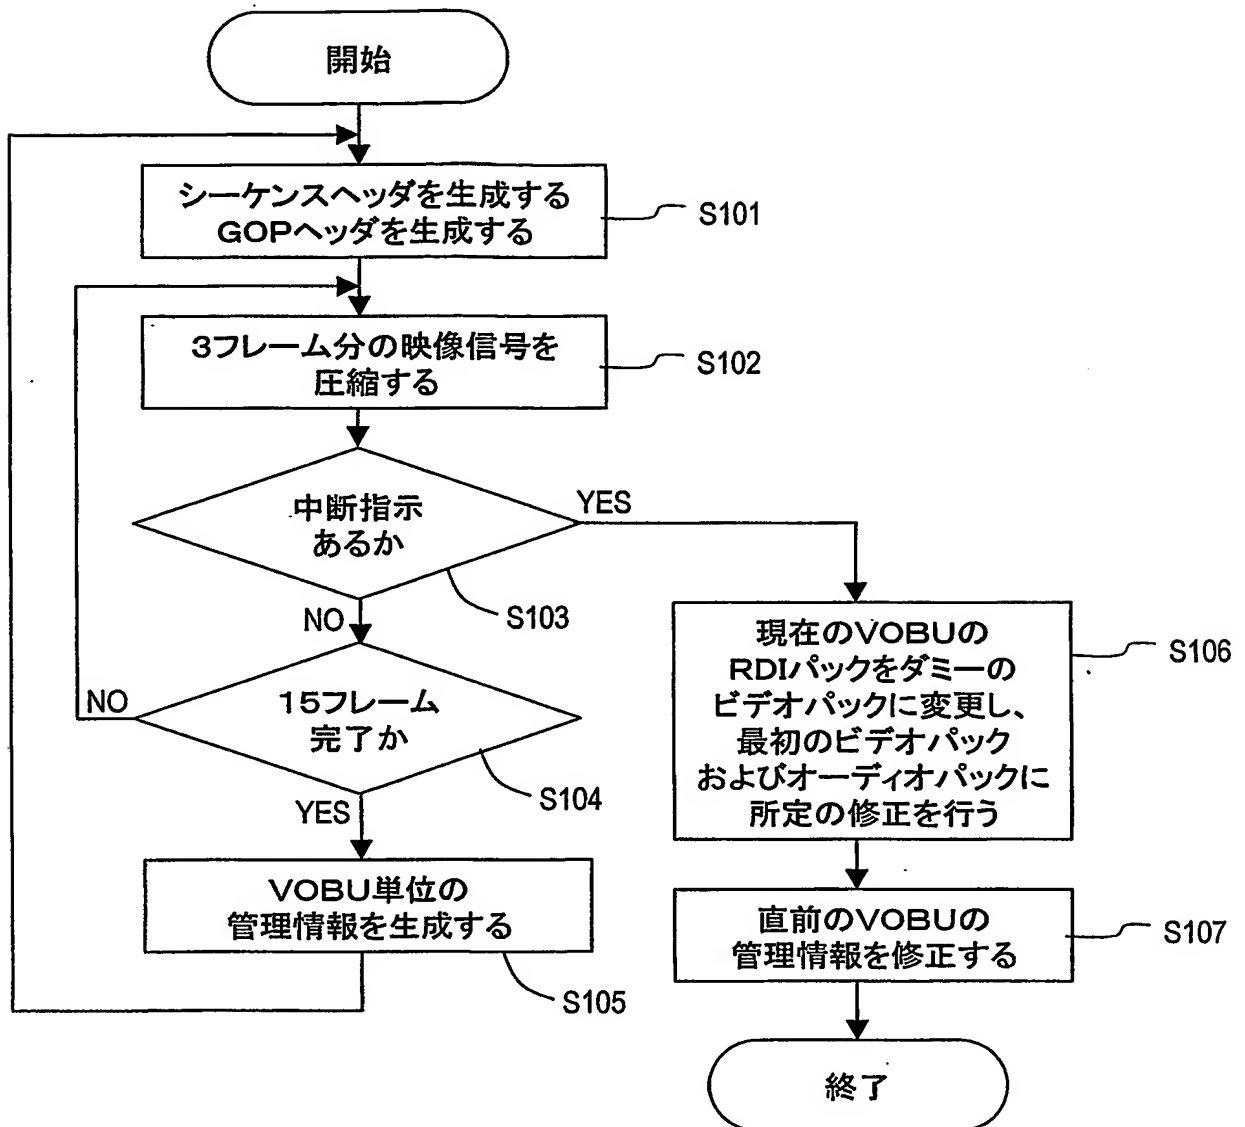 開始
シーケンスヘッダを生成する
GOPヘッダを生成する
S101
3フレーム分の映像信号を
圧縮する
S102
中断指示
あるか
YES
S103
NO
15フレーム
完了か
NO
S104
YES
VOBU単位の
管理情報を生成する
S105
現在のVOBUの
RDIパックをダミーの
ビデオパックに変更し、
最初のビデオパック
およびオーディオパックに
所定の修正を行う
S106
直前のVOBUの
管理情報を修正する
S107
終了